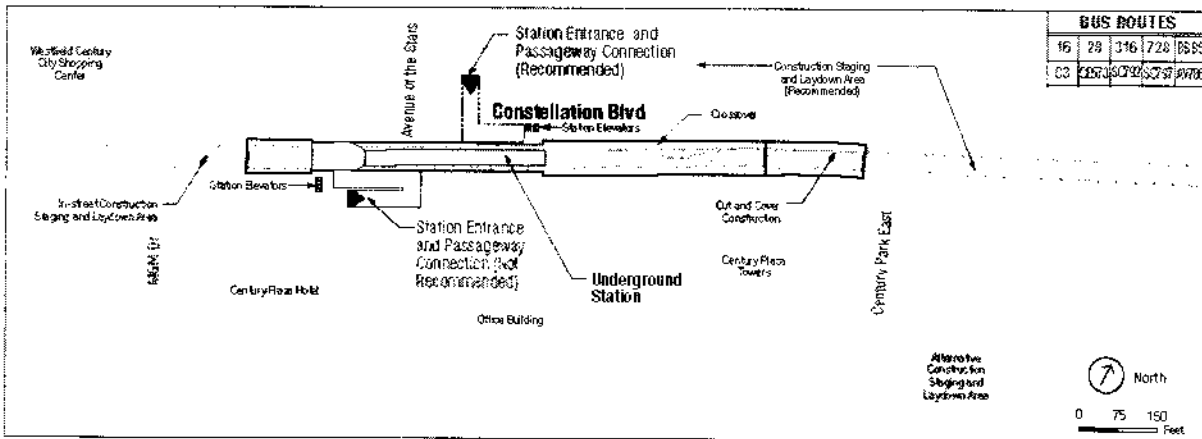 Westfield Century
City Shopping
Center
Avenue of the Stars
Station Entrance and
Passageway Connection
(Recommended)
Construction Staging
and Laydown Area
(Recommended)
BUS ROUTES
16 28 316 728
C3
Constellation Blvd
Station Elevators
Crossover
Station Elevators
In-street Construction
Staging and Laydown Area
MGM Dr
Century Plaza Hotel
Station Entrance
and Passageway
Connection (Not
Recommended)
Underground
Station
Office Building
Cut and Cover
Construction
Century Plaza
Towers
Century Park East
Alternative
Construction
Staging and
Laydown Area
North
0 75 150
Feet